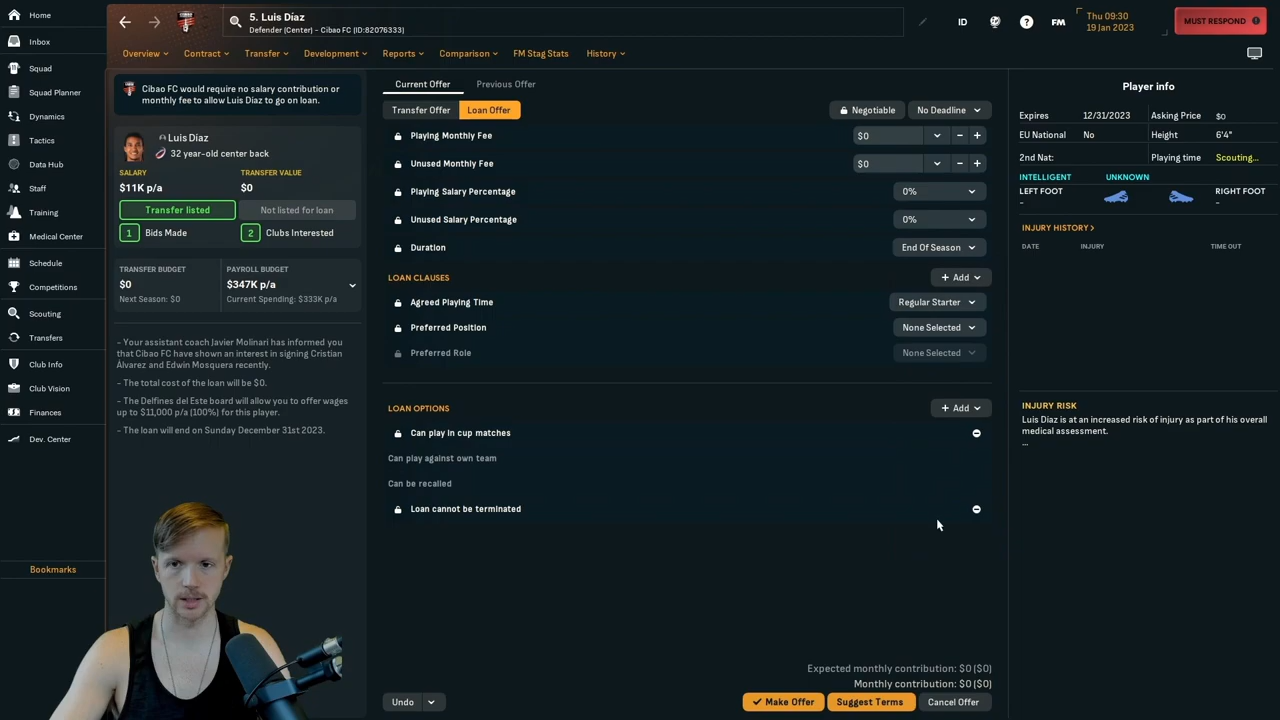 Home
Inbox
Squad
Squad Planner
Dynamics
Tactics
Data Hub
Staff
Training
Medical Center
Schedule
Competitions
Scouting
Transfers
Club Info
Club Vision
Finances
Dev. Center
Bookmarks
5. Luis Díaz
Defender (Center) - Cibao FC (ID:82076333)
ID
FM
Thu 09:30
19 Jan 2023
MUST RESPOND
Overview
Contract
Transfer
Development
Reports
Comparison
FM Stag Stats
History
Cibao FC would require no salary contribution or
monthly fee to allow Luis Díaz to go on loan.
Luis Díaz
32 year-old center back
SALARY
TRANSFER VALUE
$11K p/a
$0
Transfer listed
Not listed for loan
1 Bids Made
2 Clubs Interested
TRANSFER BUDGET
PAYROLL BUDGET
$0
$347K p/a
Next Season: $0
Current Spending: $333K p/a
- Your assistant coach Javier Molinari has informed you
that Cibao FC have shown an interest in signing Cristian
Álvarez and Edwin Mosquera recently.
- The total cost of the loan will be $0.
- The Delfines del Este board will allow you to offer wages
up to $11,000 p/a (100%) for this player.
- The loan will end on Sunday December 31st 2023.
Current Offer
Previous Offer
Transfer Offer
Loan Offer
Negotiable
No Deadline
Playing Monthly Fee
$0
Unused Monthly Fee
$0
Playing Salary Percentage
0%
Unused Salary Percentage
0%
Duration
End Of Season
LOAN CLAUSES
+ Add
Agreed Playing Time
Regular Starter
Preferred Position
None Selected
Preferred Role
None Selected
LOAN OPTIONS
+ Add
Can play in cup matches
Can play against own team
Can be recalled
Loan cannot be terminated
Expected monthly contribution: $0 ($0)
Monthly contribution: $0 ($0)
Undo
Make Offer
Suggest Terms
Cancel Offer
Player info
Expires 12/31/2023 Asking Price $0
EU National No Height 6'4"
2nd Nat: Playing time Scouting...
INTELLIGENT
UNKNOWN
LEFT FOOT
RIGHT FOOT
-
-
INJURY HISTORY >
DATE INJURY TIME OUT
INJURY RISK
Luis Díaz is at an increased risk of injury as part of his overall
medical assessment.
...